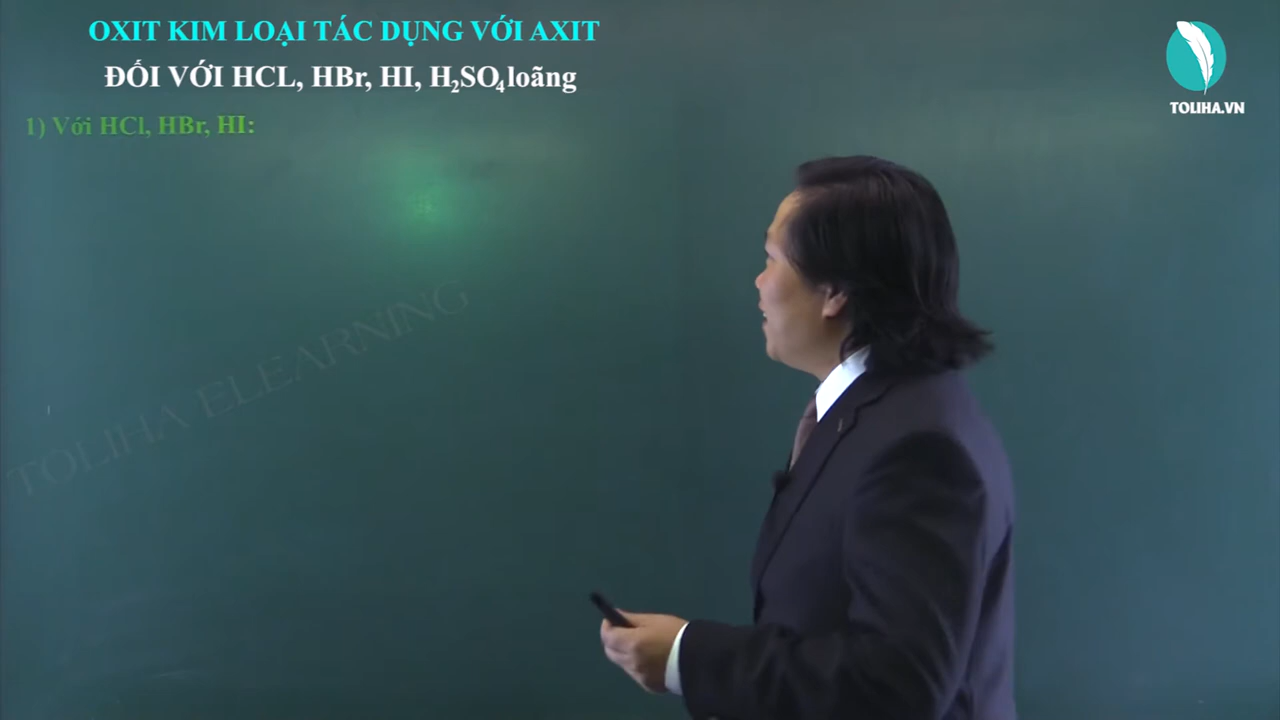 OXIT KIM LOẠI TÁC DỤNG VỚI AXIT
ĐỐI VỚI HCL, HBr, HI, H₂SO₄loãng
1) Với HCl, HBr, HI:
TOLIHA.VN
TOLIHA ELEARNING